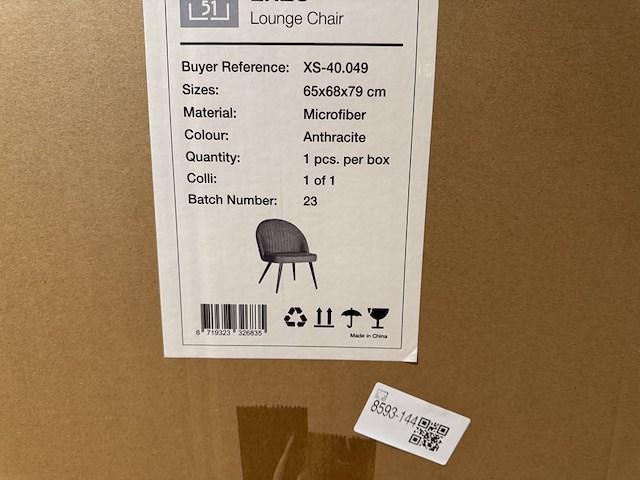 51
Lounge Chair
Buyer Reference: XS-40.049
Sizes: 65x68x79 cm
Material: Microfiber
Colour: Anthracite
Quantity: 1 pcs. per box
Colli: 1 of 1
Batch Number: 23
8 719323 326835
Made in China
8593-144